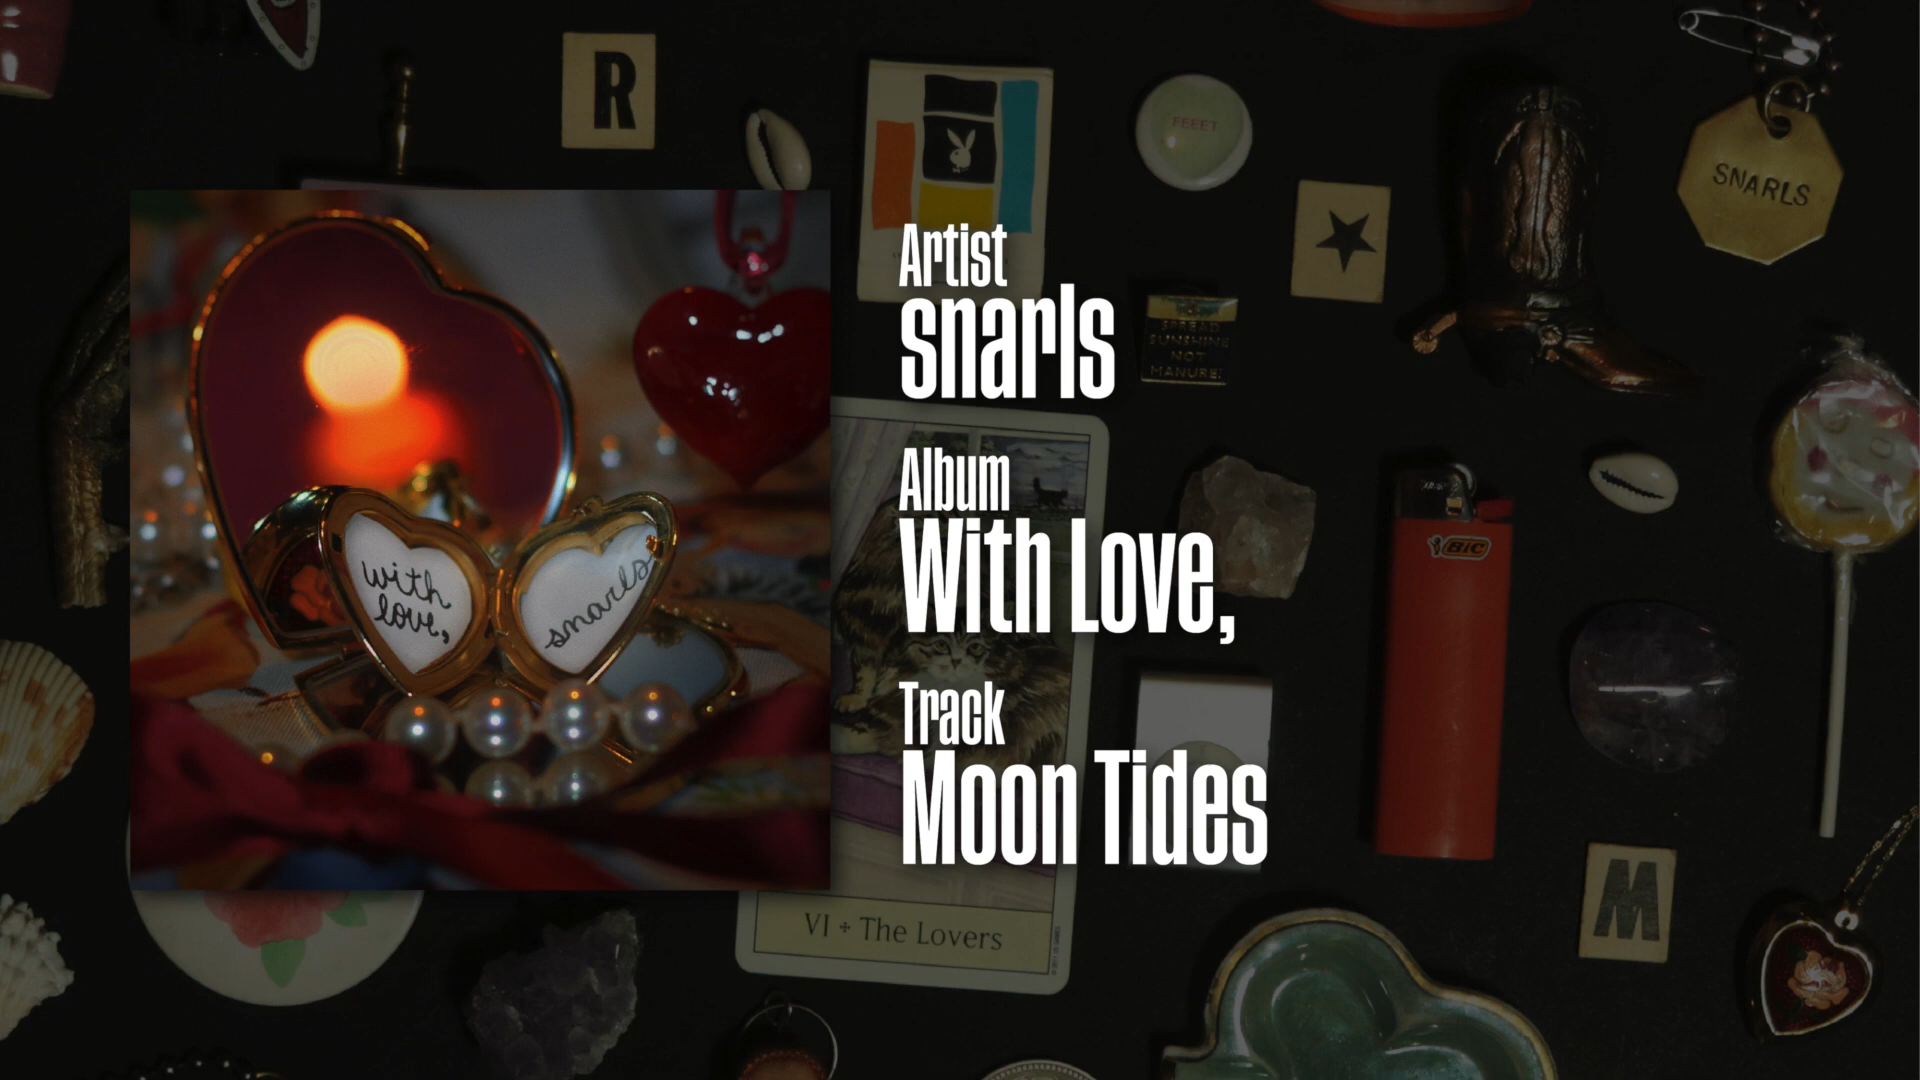 R
FEEET
SNARLS
Artist
snarls
SPREAD
SUNSHINE
NOT
MANURE!
Album
With Love,
with
love,
snarls
BiC
Track
Moon Tides
M
VI + The Lovers